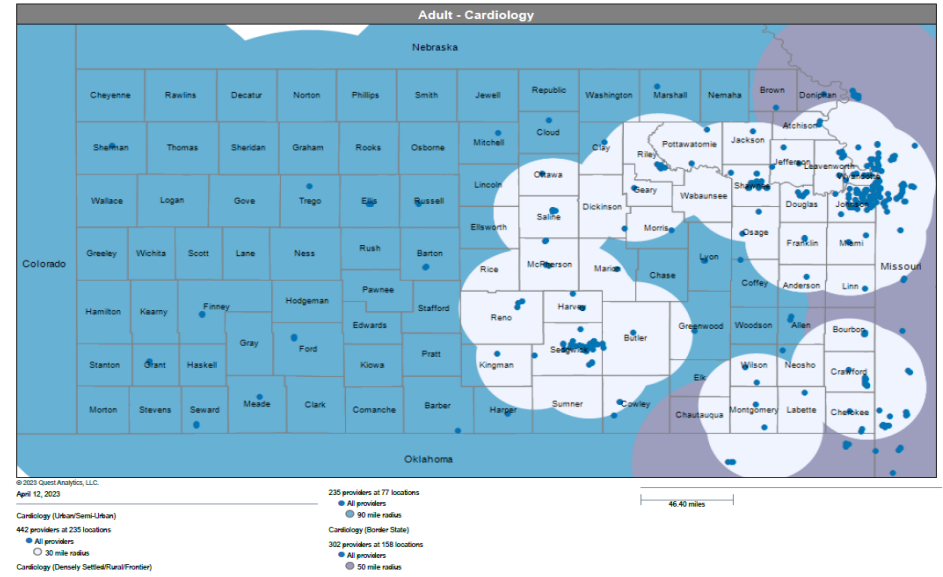 Adult - Cardiology
Nebraska
Cheyenne Rawlins Decatur Norton Phillips Smith Jewell Republic Washington Marshall Nemaha Brown Doniphan
Atchison
Sherman Thomas Sheridan Graham Rooks Osborne Mitchell Cloud Clay Riley Pottawatomie Jackson
Jefferson Leavenworth
Wyandotte
Lincoln Ottawa Geary Wabaunsee Shawnee
Wallace Logan Gove Trego Ellis Russell Dickinson Douglas Johnson
Saline
Ellsworth Morris Osage
Franklin Miami
Greeley Wichita Scott Lane Ness Rush Barton Lyon
Colorado Rice McPherson Marion Chase Missouri
Coffey Anderson Linn
Pawnee
Hamilton Kearny Finney Hodgeman Stafford Reno Harvey
Edwards Greenwood Woodson Allen Bourbon
Gray Ford Butler
Stanton Grant Haskell Kiowa Pratt Kingman Sedgwick Wilson Neosho Crawford
Elk
Morton Stevens Seward Meade Clark Comanche Barber Harper Sumner Cowley Chautauqua Montgomery Labette Cherokee
Oklahoma
© 2023 Quest Analytics, LLC.
April 12, 2023
Cardiology (Urban/Semi-Urban)
442 providers at 235 locations
All providers
30 mile radius
Cardiology (Densely Settled/Rural/Frontier)
235 providers at 77 locations
All providers
90 mile radius
Cardiology (Border State)
302 providers at 158 locations
All providers
50 mile radius
46.40 miles